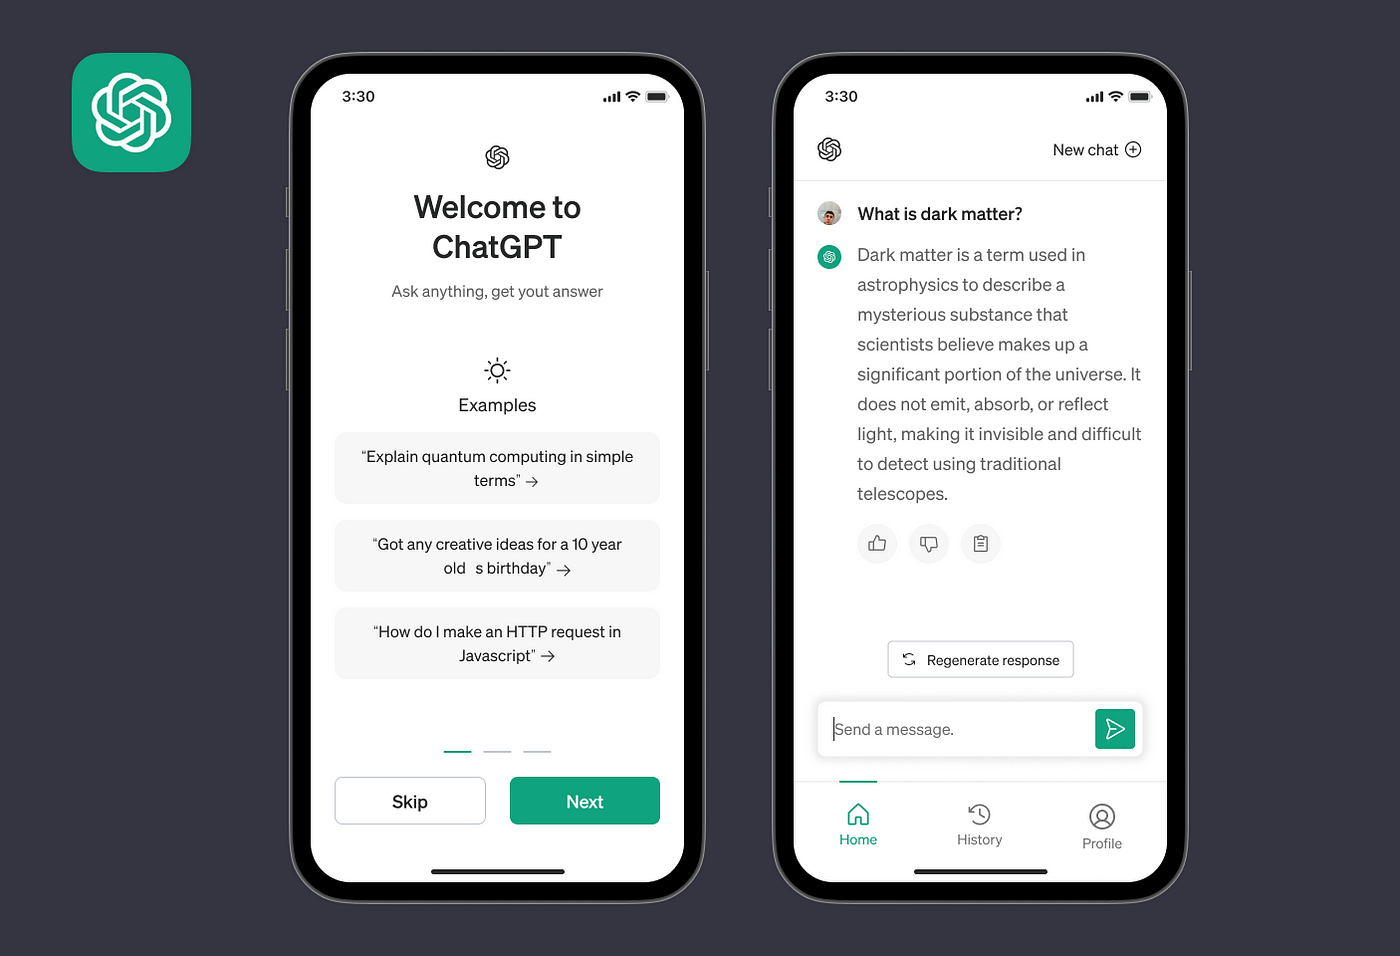 3:30
Welcome to
ChatGPT
Ask anything, get yout answer
Examples
“Explain quantum computing in simple
terms” →
“Got any creative ideas for a 10 year
old  s birthday” →
“How do I make an HTTP request in
Javascript” →
Skip
Next
3:30
New chat
What is dark matter?
Dark matter is a term used in
astrophysics to describe a
mysterious substance that
scientists believe makes up a
significant portion of the universe. It
does not emit, absorb, or reflect
light, making it invisible and difficult
to detect using traditional
telescopes.
Regenerate response
Send a message.
Home
History
Profile